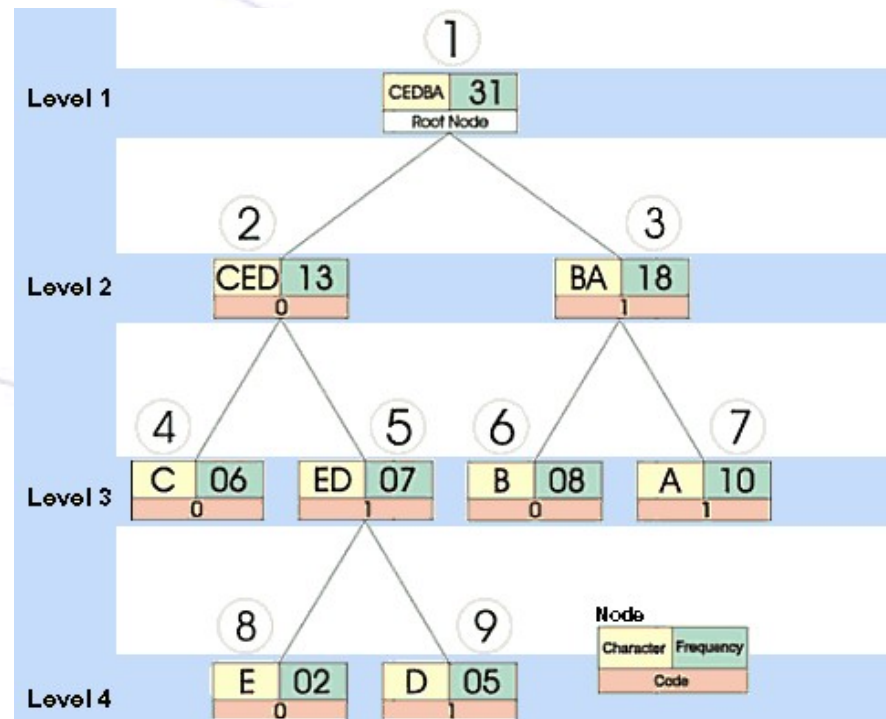 1
Level 1
CEDBA 31
Root Node
2 3
Level 2
CED 13 BA 18
0 1
4 5 6 7
Level 3
C 06 ED 07 B 08 A 10
0 1 0 1
8 9
Node
Character Frequency
Code
Level 4
E 02 D 05
0 1